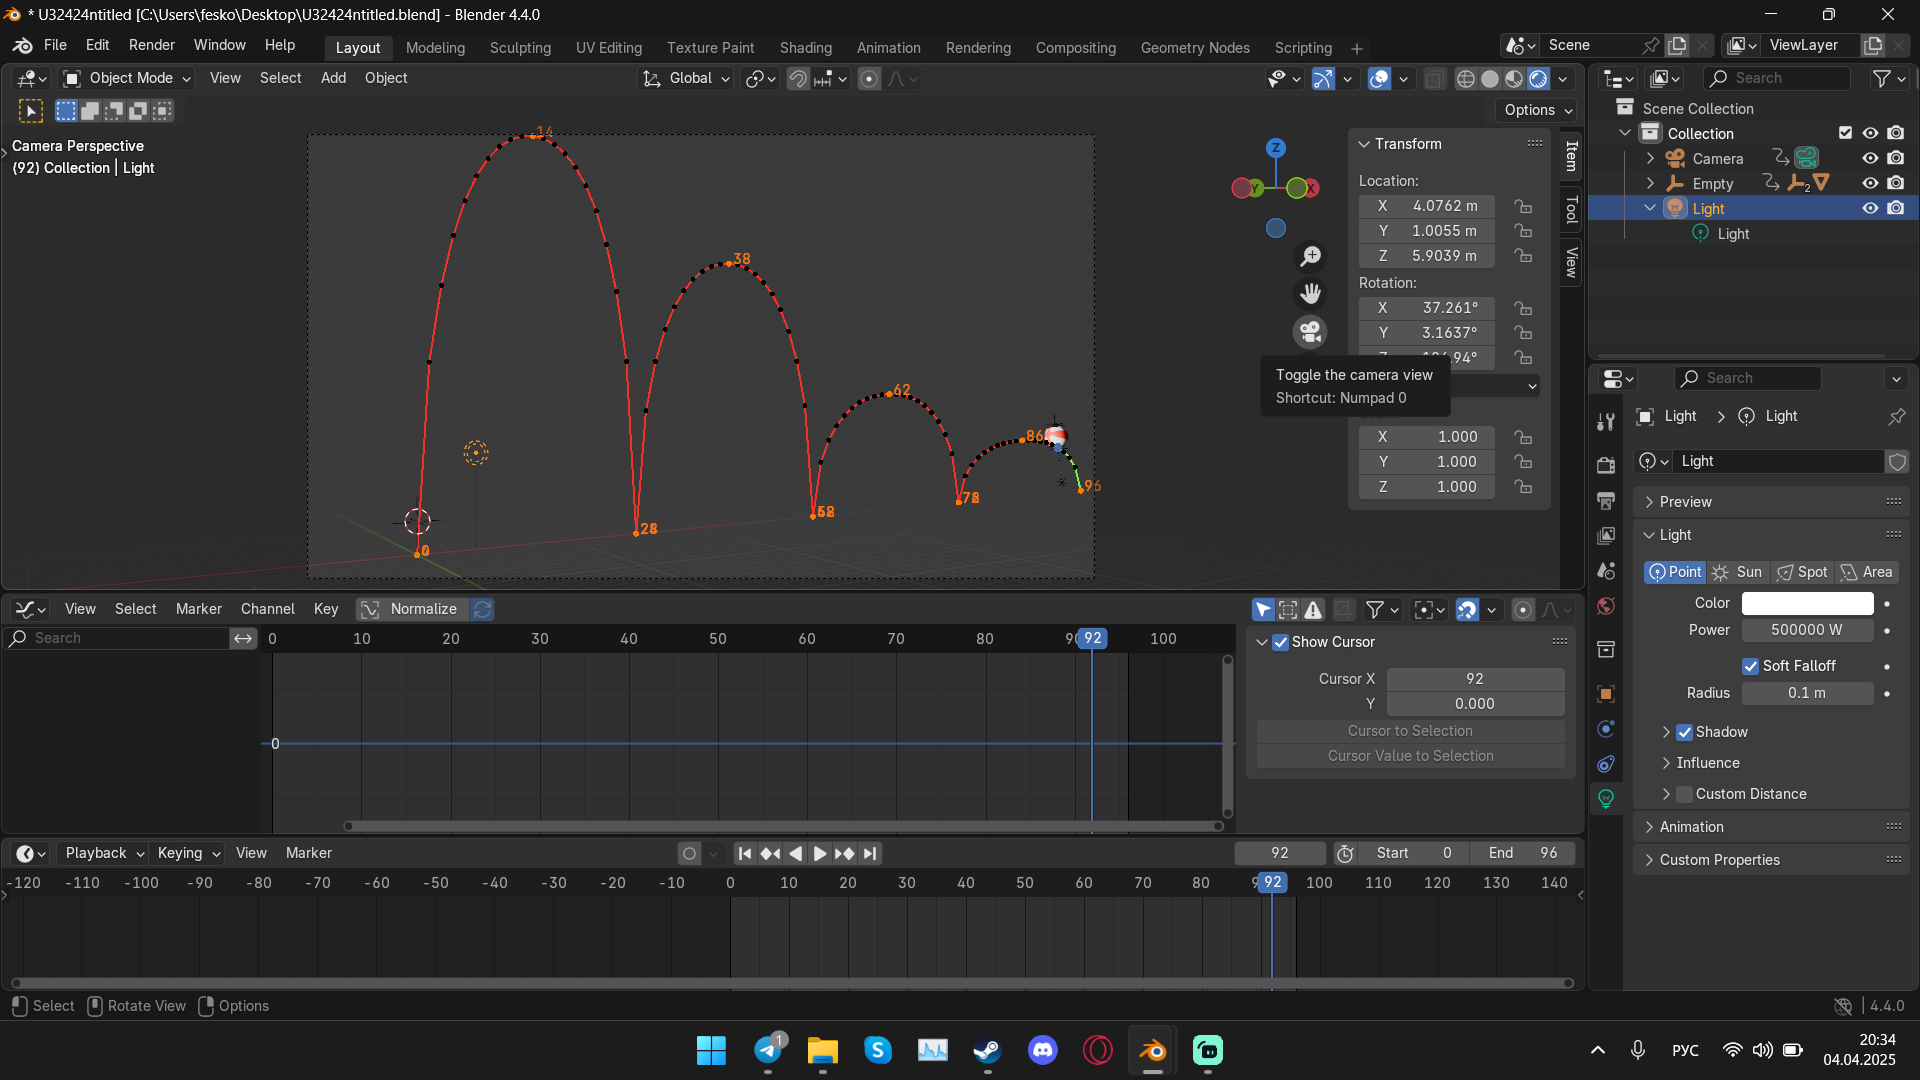 * U32424ntitled [C:\Users\fesko\Desktop\U32424ntitled.blend] - Blender 4.4.0
File Edit Render Window Help Layout Modeling Sculpting UV Editing Texture Paint Shading Animation Rendering Compositing Geometry Nodes Scripting Scene ViewLayer
Object Mode View Select Add Object Global Search
Options
Camera Perspective
(92) Collection | Light
Scene Collection
Collection
Camera
Empty 2
Light
Light
Transform
Location:
X 4.0762 m
Y 1.0055 m
Z 5.9039 m
Rotation:
X 37.261°
Y 3.1637°
Toggle the camera view
Shortcut: Numpad 0
X 1.000
Y 1.000
Z 1.000
Item
Tool
View
Z
Y
X
14
38
62
86
96
0
72
Search
Light Light
Light
Preview
Light
Point Sun Spot Area
Color
Power 500000 W
Soft Falloff
Radius 0.1 m
Shadow
Influence
Custom Distance
Animation
Custom Properties
View Select Marker Channel Key Normalize
Search
0 10 20 30 40 50 60 70 80 92 100
0
Show Cursor
Cursor X 92
Y 0.000
Cursor to Selection
Cursor Value to Selection
Playback Keying View Marker 92 Start 0 End 96
-120 -110 -100 -90 -80 -70 -60 -50 -40 -30 -20 -10 0 10 20 30 40 50 60 70 80 92 100 110 120 130 140
Select Rotate View Options 4.4.0
1
РУС
20:34
04.04.2025